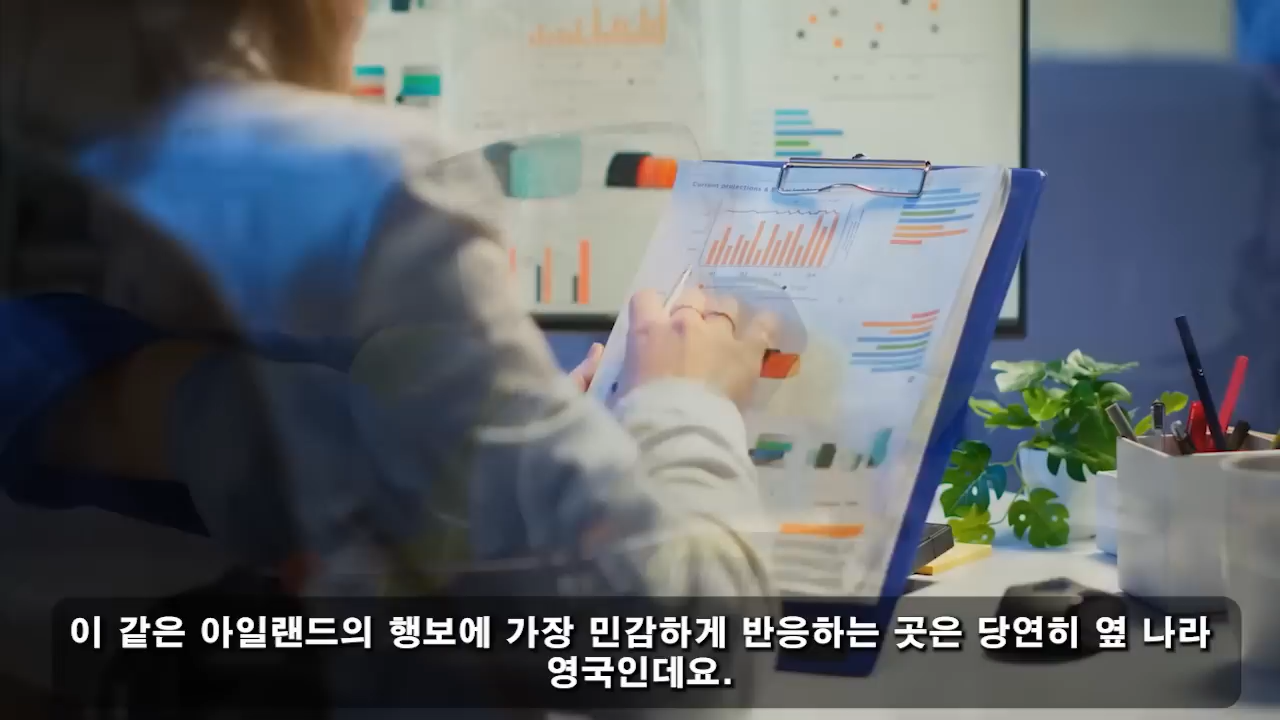 이 같은 아일랜드의 행보에 가장 민감하게 반응하는 곳은 당연히 옆 나라
영국인데요.